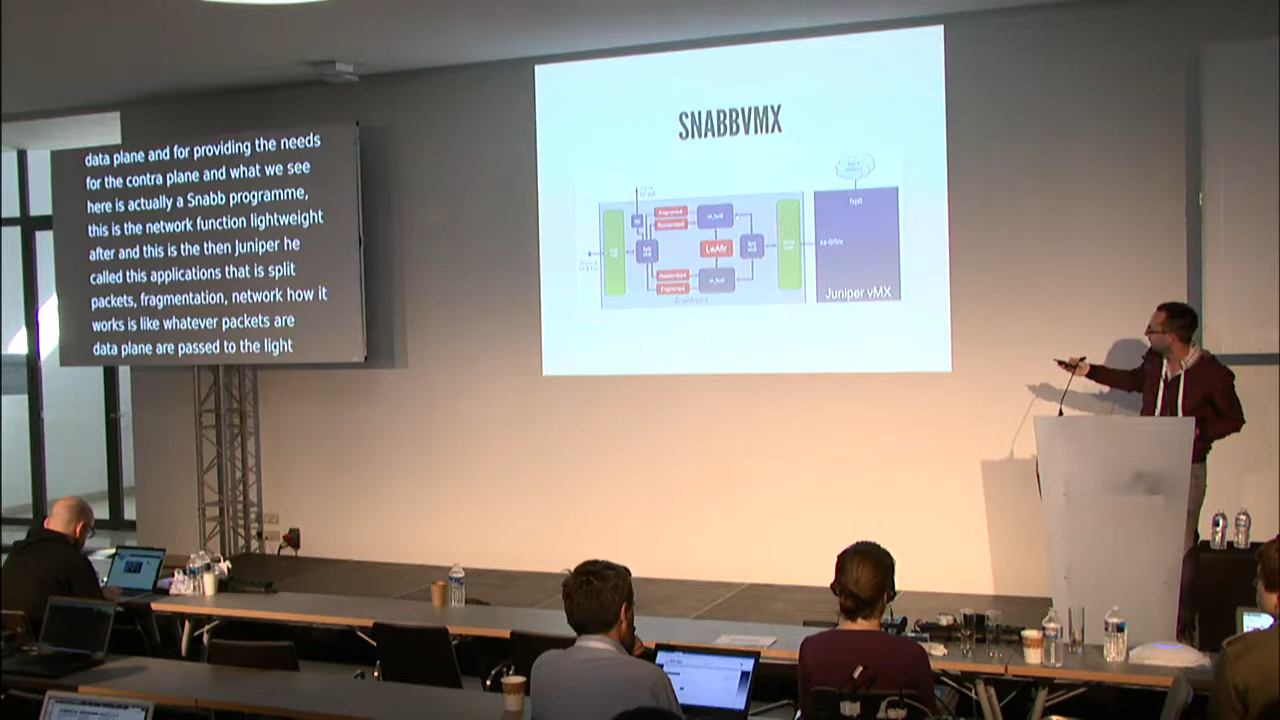 data plane and for providing the needs
for the contra plane and what we see
here is actually a Snabb programme,
this is the network function lightweight
after and this is the then Juniper he
called this applications that is split
packets, fragmentation, network how it
works is like whatever packets are
data plane are passed to the light
SNABBVMX
fxp0
LwAftr
Juniper vMX